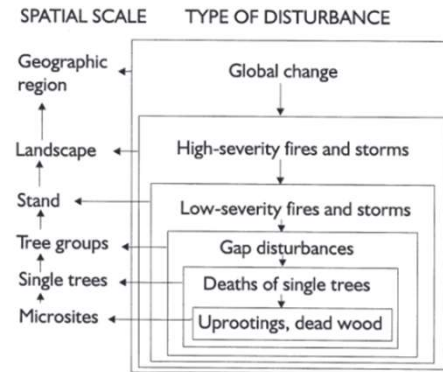 SPATIAL SCALE TYPE OF DISTURBANCE
Geographic
region
Global change
Landscape
High-severity fires and storms
Stand
Low-severity fires and storms
Tree groups
Gap disturbances
Single trees
Deaths of single trees
Microsites
Uprootings, dead wood